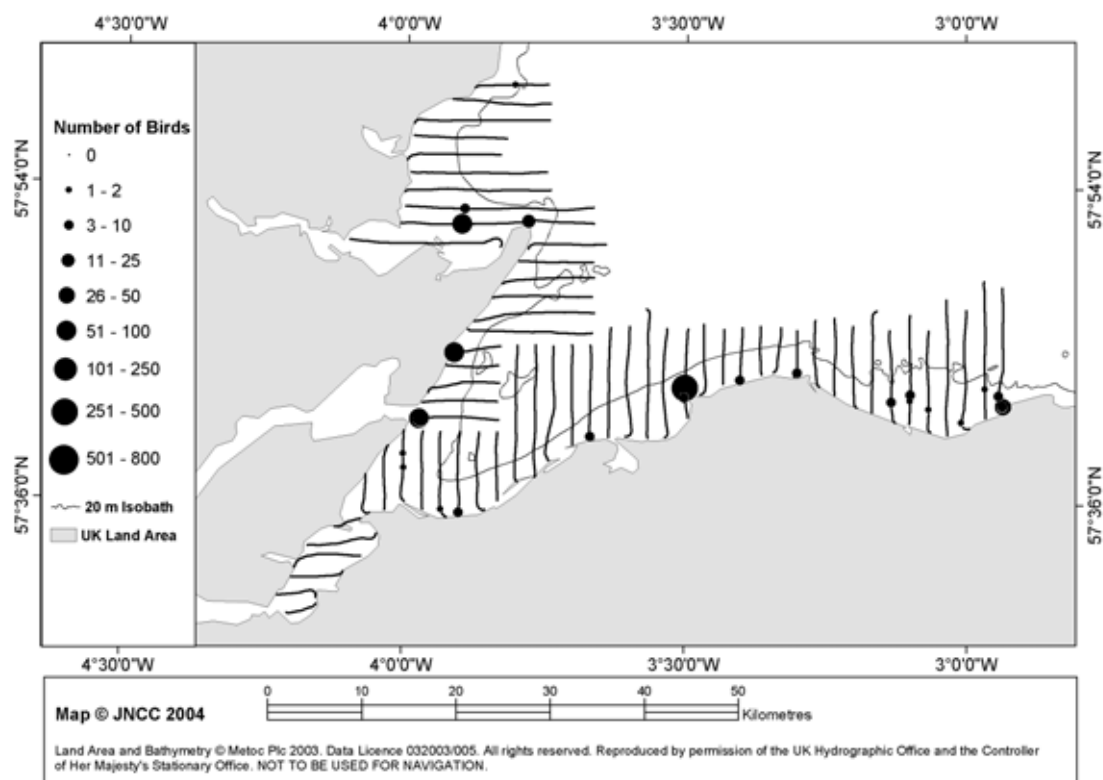 4°30'0"W 4°0'0"W 3°30'0"W 3°0'0"W
Number of Birds
0
1 - 2
3 - 10
11 - 25
26 - 50
51 - 100
101 - 250
251 - 500
501 - 800
20 m Isobath
UK Land Area
57°54'0"N
57°36'0"N
57°54'0"N
57°36'0"N
4°30'0"W 4°0'0"W 3°30'0"W 3°0'0"W
0 10 20 30 40 50
Kilometres
Map © JNCC 2004
Land Area and Bathymetry © Metoc Plc 2003. Data Licence 032003/005. All rights reserved. Reproduced by permission of the UK Hydrographic Office and the Controller
of Her Majesty's Stationary Office. NOT TO BE USED FOR NAVIGATION.